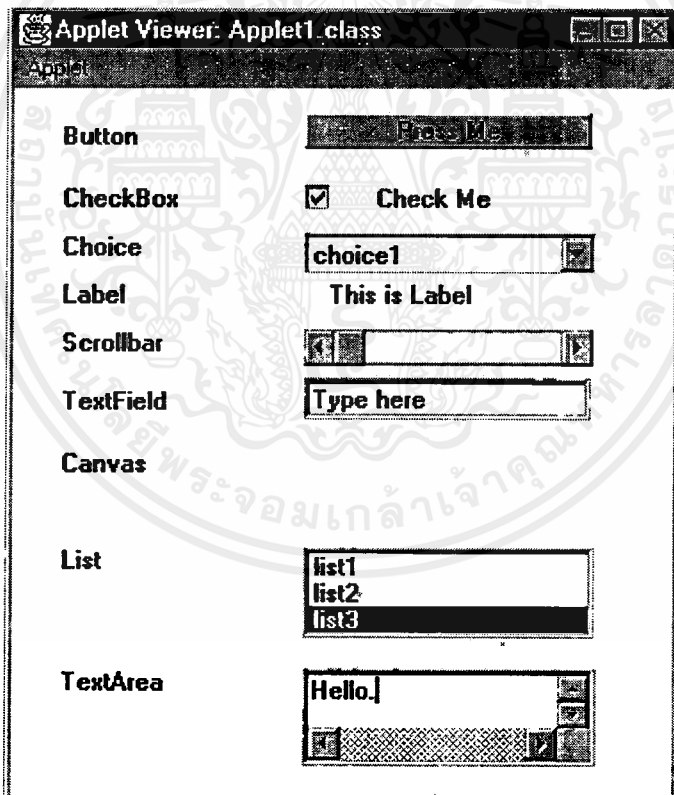 Applet Viewer: Applet1.class
Applet
Button Press Me
CheckBox Check Me
Choice choice1
Label This is Label
Scrollbar
TextField Type here
Canvas
List list1
list2
list3
TextArea Hello.